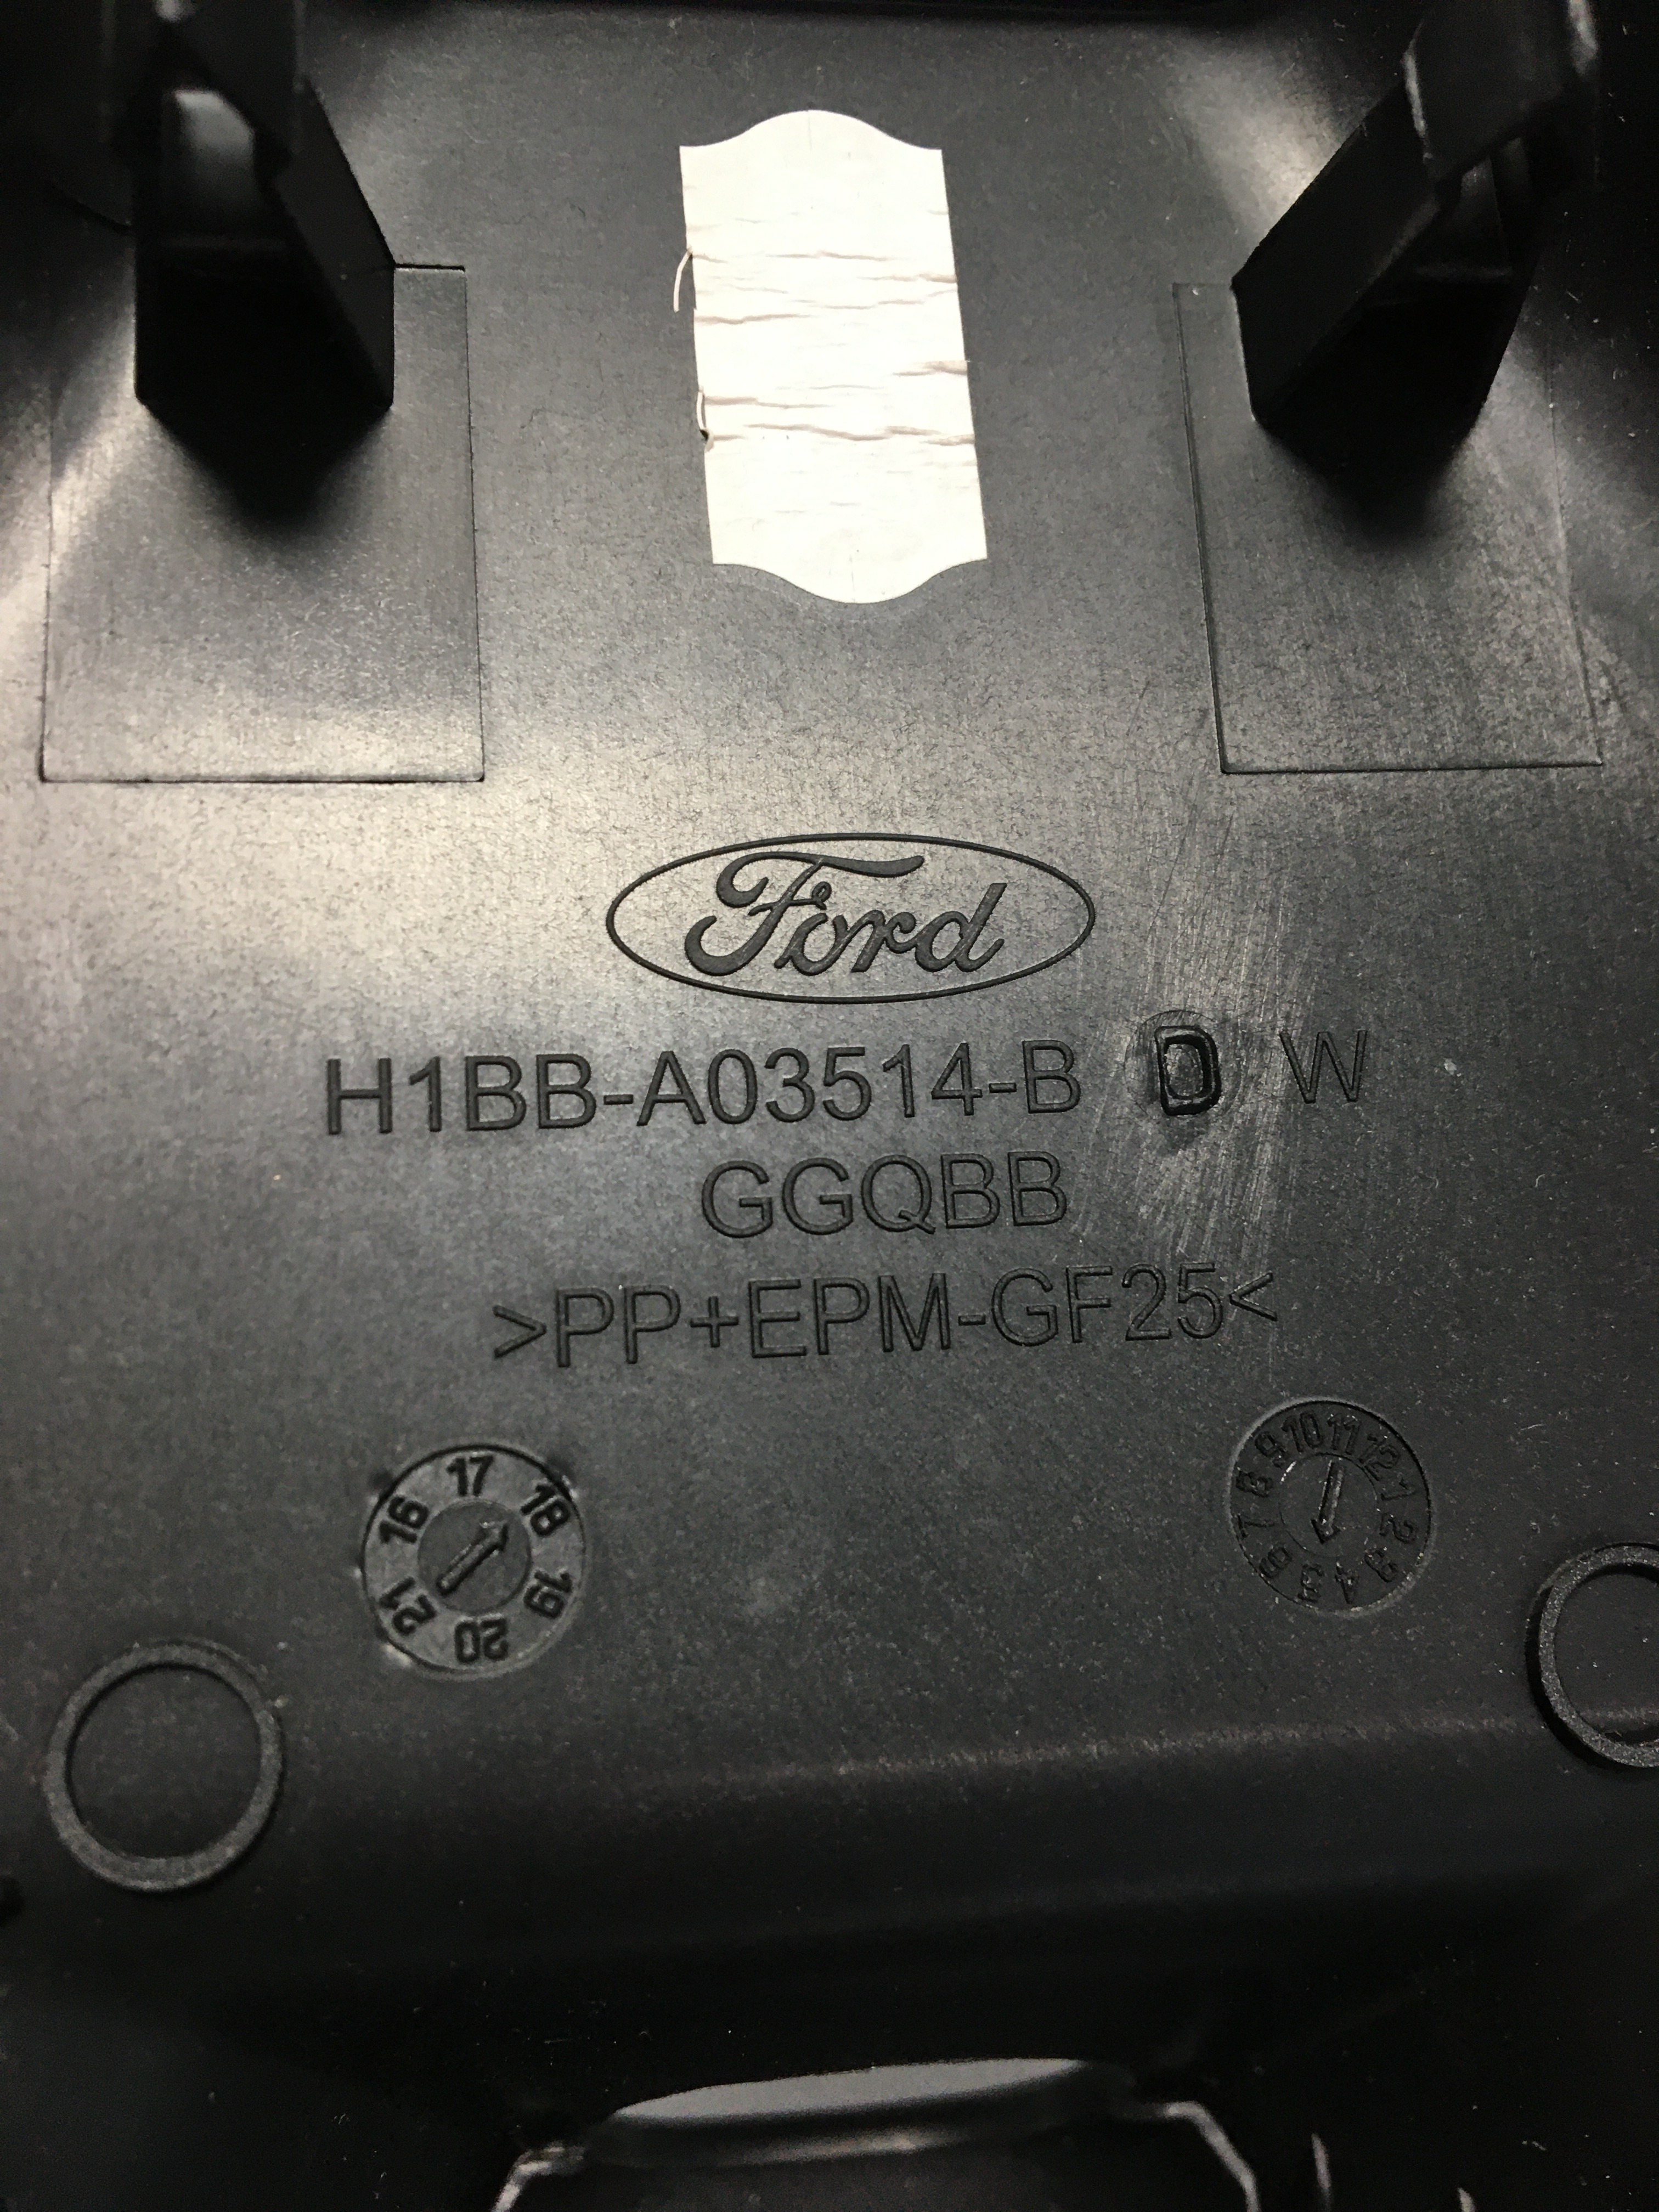 Ford
H1BB-A03514-B D W
GGQBB
>PP+EPM-GF25<
16 17 18 19 20 21
1 2 3 4 5 6 7 8 9 10 11 12